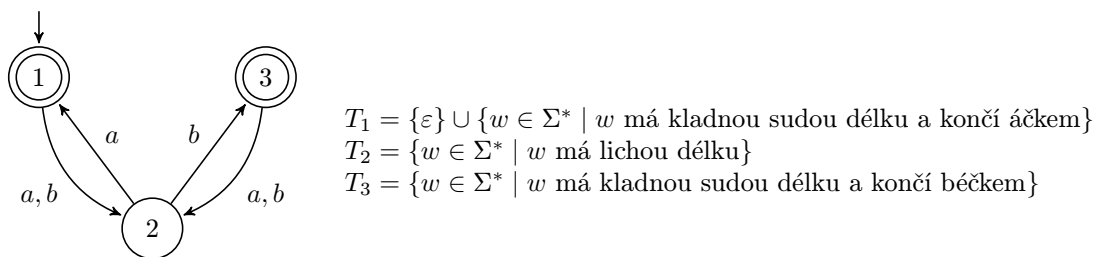 1
3
a
b
a, b
a, b
2
T₁ = {ε} ∪ {w ∈ Σ* | w má kladnou sudou délku a končí áčkem}
T₂ = {w ∈ Σ* | w má lichou délku}
T₃ = {w ∈ Σ* | w má kladnou sudou délku a končí béčkem}